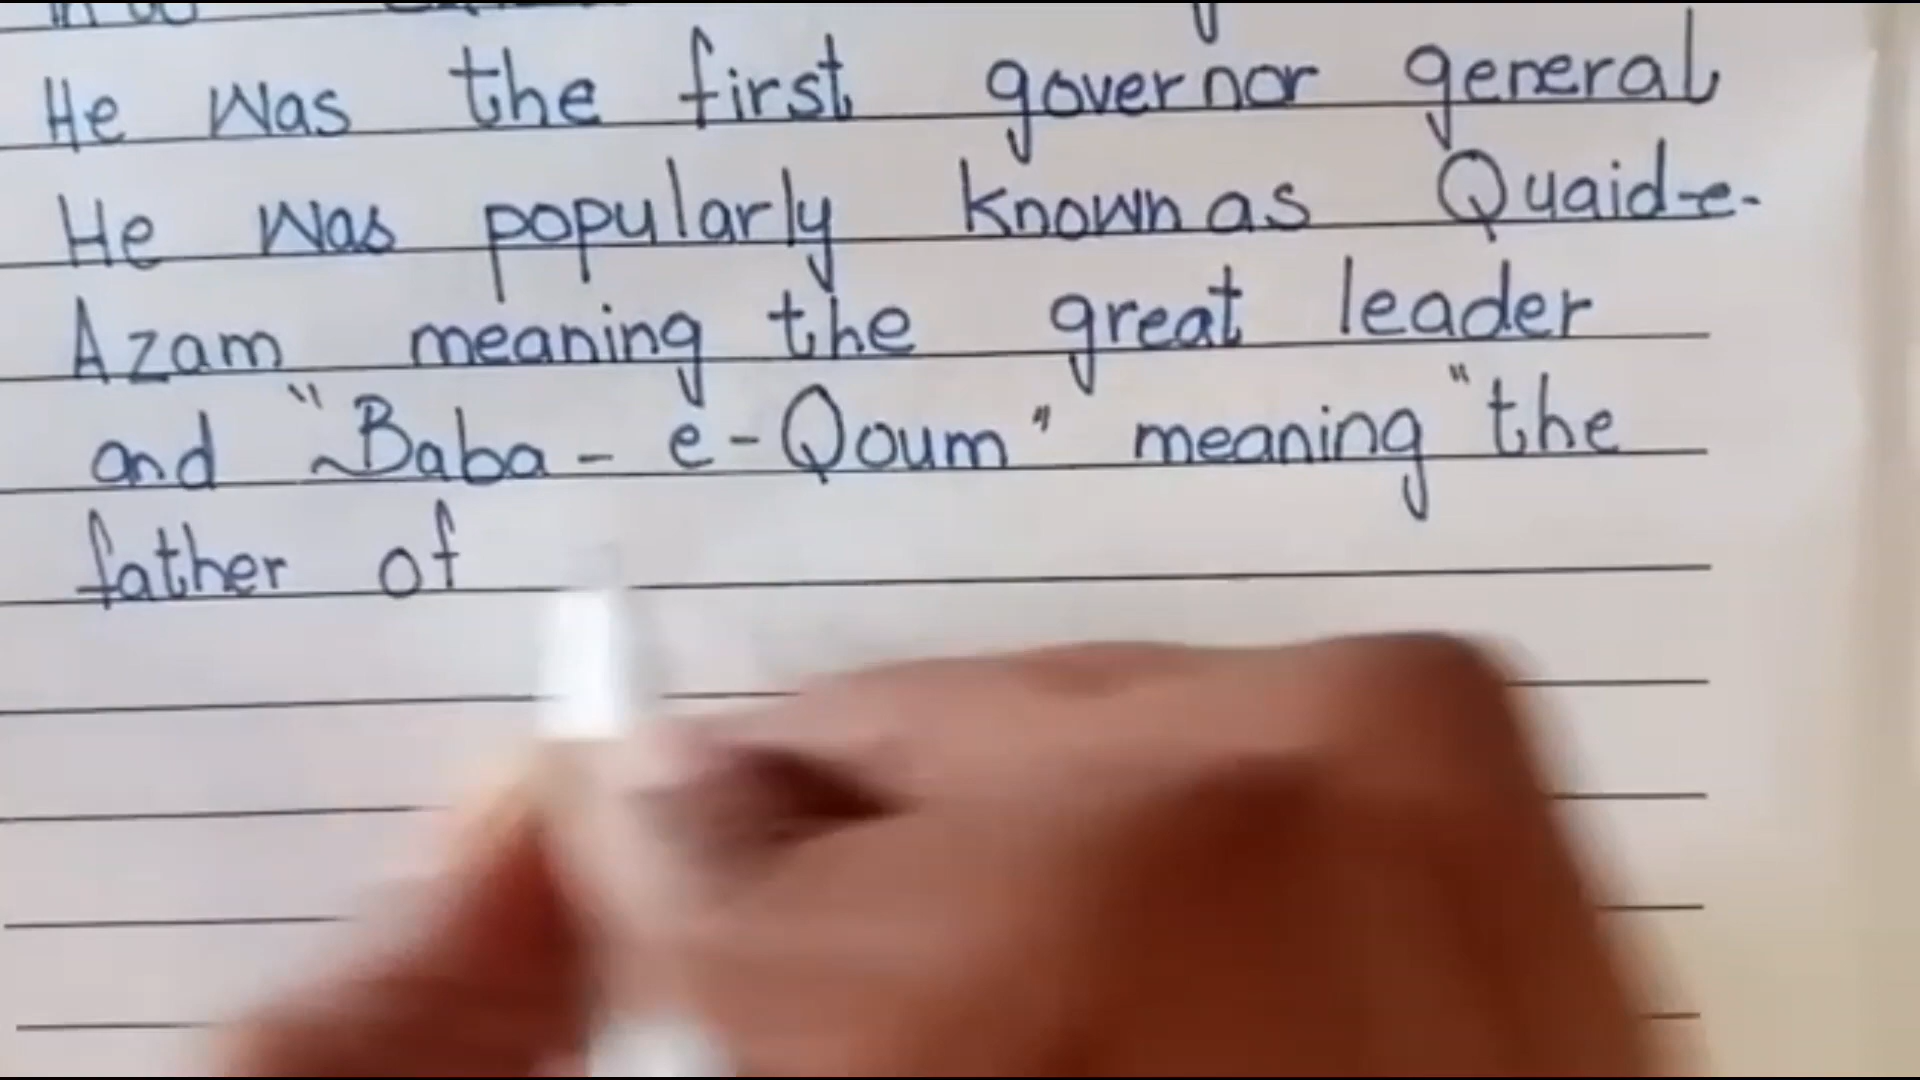 He was the first governor general
He was popularly known as Quaid-e-
Azam meaning the great leader
and "Baba-e-Qoum" meaning "the
father of